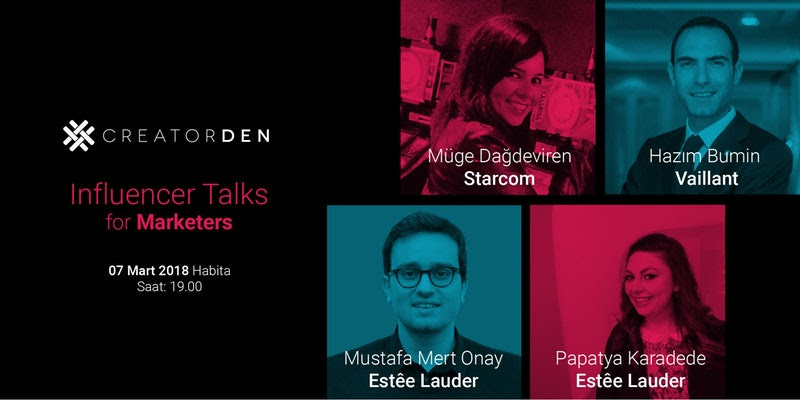 CREATORDEN
Influencer Talks
for Marketers
07 Mart 2018 Habita
Saat: 19.00
Müge Dağdeviren
Starcom
Hazım Bumin
Vaillant
Mustafa Mert Onay
Estêe Lauder
Papatya Karadede
Estêe Lauder